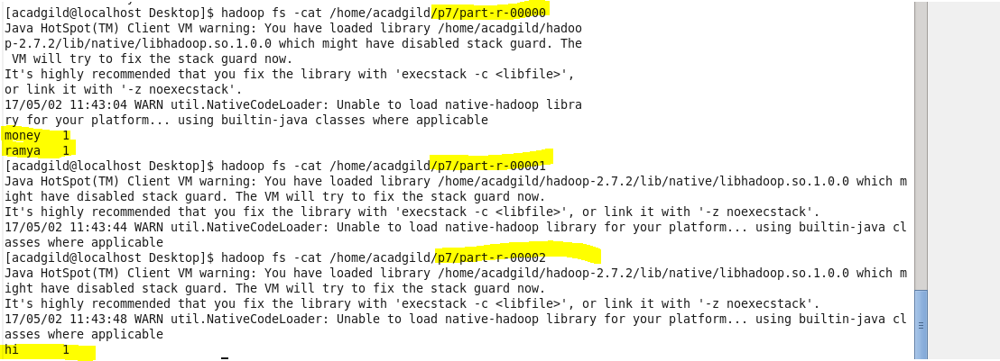 [acadgild@localhost Desktop]$ hadoop fs -cat /home/acadgild/p7/part-r-00000
Java HotSpot(TM) Client VM warning: You have loaded library /home/acadgild/hadoo
p-2.7.2/lib/native/libhadoop.so.1.0.0 which might have disabled stack guard. The
 VM will try to fix the stack guard now.
It's highly recommended that you fix the library with 'execstack -c <libfile>',
or link it with '-z noexecstack'.
17/05/02 11:43:04 WARN util.NativeCodeLoader: Unable to load native-hadoop libra
ry for your platform... using builtin-java classes where applicable
money   1
ramya   1
[acadgild@localhost Desktop]$ hadoop fs -cat /home/acadgild/p7/part-r-00001
Java HotSpot(TM) Client VM warning: You have loaded library /home/acadgild/hadoop-2.7.2/lib/native/libhadoop.so.1.0.0 which m
ight have disabled stack guard. The VM will try to fix the stack guard now.
It's highly recommended that you fix the library with 'execstack -c <libfile>', or link it with '-z noexecstack'.
17/05/02 11:43:44 WARN util.NativeCodeLoader: Unable to load native-hadoop library for your platform... using builtin-java cl
asses where applicable
[acadgild@localhost Desktop]$ hadoop fs -cat /home/acadgild/p7/part-r-00002
Java HotSpot(TM) Client VM warning: You have loaded library /home/acadgild/hadoop-2.7.2/lib/native/libhadoop.so.1.0.0 which m
ight have disabled stack guard. The VM will try to fix the stack guard now.
It's highly recommended that you fix the library with 'execstack -c <libfile>', or link it with '-z noexecstack'.
17/05/02 11:43:48 WARN util.NativeCodeLoader: Unable to load native-hadoop library for your platform... using builtin-java cl
asses where applicable
hi      1